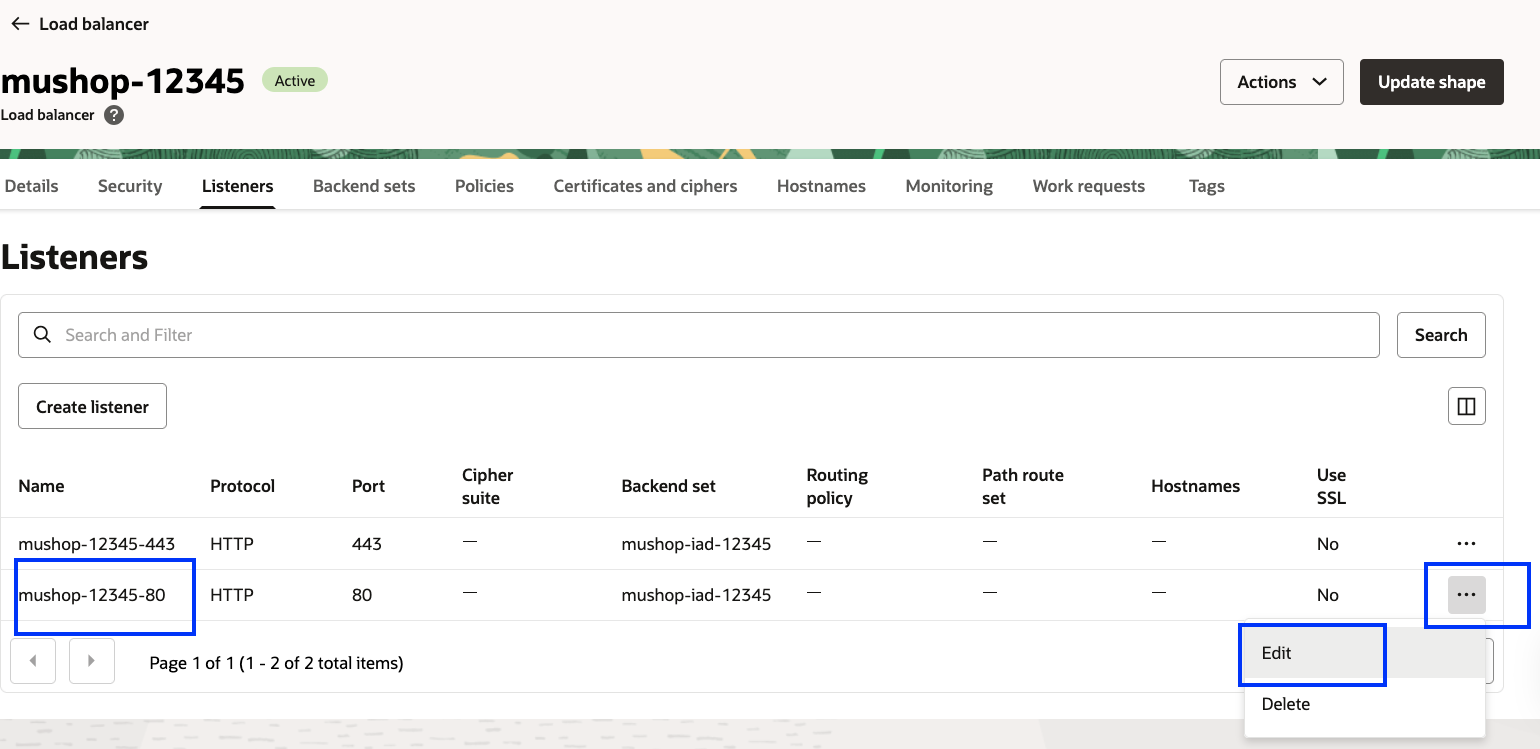 Load balancer
mushop-12345 Active
Load balancer ?
Actions Update shape
Details Security Listeners Backend sets Policies Certificates and ciphers Hostnames Monitoring Work requests Tags
Listeners
Search and Filter Search
Create listener
Name Protocol Port Cipher suite Backend set Routing policy Path route set Hostnames Use SSL
mushop-12345-443 HTTP 443 — mushop-iad-12345 — — — No ...
mushop-12345-80 HTTP 80 — mushop-iad-12345 — — — No ...
Page 1 of 1 (1 - 2 of 2 total items)
Edit
Delete